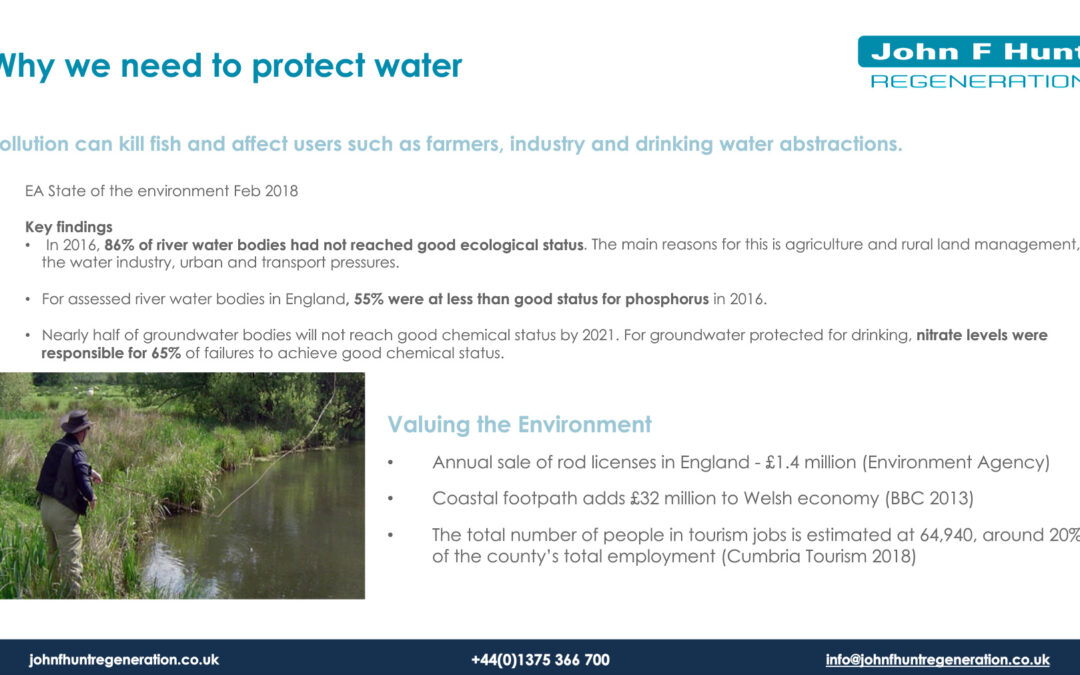 Why we need to protect water
John F Hunt
REGENERATION
ollution can kill fish and affect users such as farmers, industry and drinking water abstractions.
EA State of the environment Feb 2018
Key findings
• In 2016, 86% of river water bodies had not reached good ecological status. The main reasons for this is agriculture and rural land management,
the water industry, urban and transport pressures.
• For assessed river water bodies in England, 55% were at less than good status for phosphorus in 2016.
• Nearly half of groundwater bodies will not reach good chemical status by 2021. For groundwater protected for drinking, nitrate levels were
responsible for 65% of failures to achieve good chemical status.
Valuing the Environment
• Annual sale of rod licenses in England - £1.4 million (Environment Agency)
• Coastal footpath adds £32 million to Welsh economy (BBC 2013)
• The total number of people in tourism jobs is estimated at 64,940, around 20%
of the county’s total employment (Cumbria Tourism 2018)
johnfhuntregeneration.co.uk
+44(0)1375 366 700
info@johnfhuntregeneration.co.uk